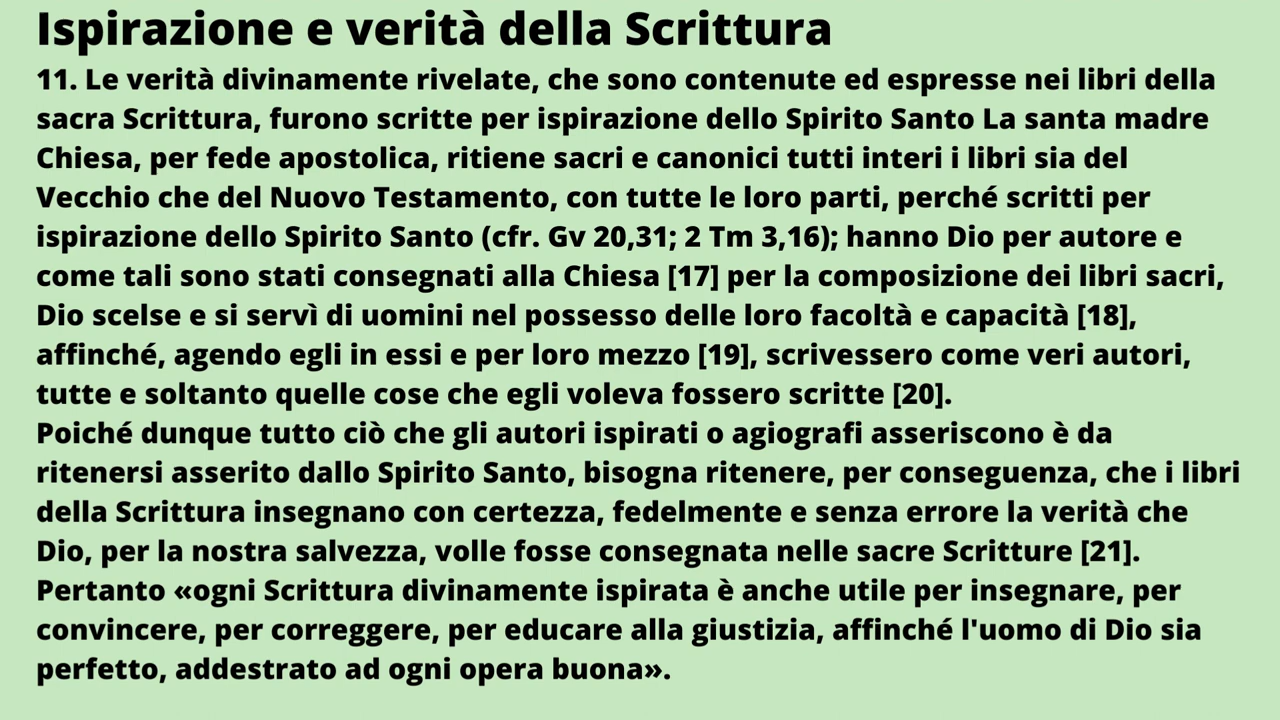 Ispirazione e verità della Scrittura
11. Le verità divinamente rivelate, che sono contenute ed espresse nei libri della
sacra Scrittura, furono scritte per ispirazione dello Spirito Santo La santa madre
Chiesa, per fede apostolica, ritiene sacri e canonici tutti interi i libri sia del
Vecchio che del Nuovo Testamento, con tutte le loro parti, perché scritti per
ispirazione dello Spirito Santo (cfr. Gv 20,31; 2 Tm 3,16); hanno Dio per autore e
come tali sono stati consegnati alla Chiesa [17] per la composizione dei libri sacri,
Dio scelse e si servì di uomini nel possesso delle loro facoltà e capacità [18],
affinché, agendo egli in essi e per loro mezzo [19], scrivessero come veri autori,
tutte e soltanto quelle cose che egli voleva fossero scritte [20].
Poiché dunque tutto ciò che gli autori ispirati o agiografi asseriscono è da
ritenersi asserito dallo Spirito Santo, bisogna ritenere, per conseguenza, che i libri
della Scrittura insegnano con certezza, fedelmente e senza errore la verità che
Dio, per la nostra salvezza, volle fosse consegnata nelle sacre Scritture [21].
Pertanto «ogni Scrittura divinamente ispirata è anche utile per insegnare, per
convincere, per correggere, per educare alla giustizia, affinché l'uomo di Dio sia
perfetto, addestrato ad ogni opera buona».